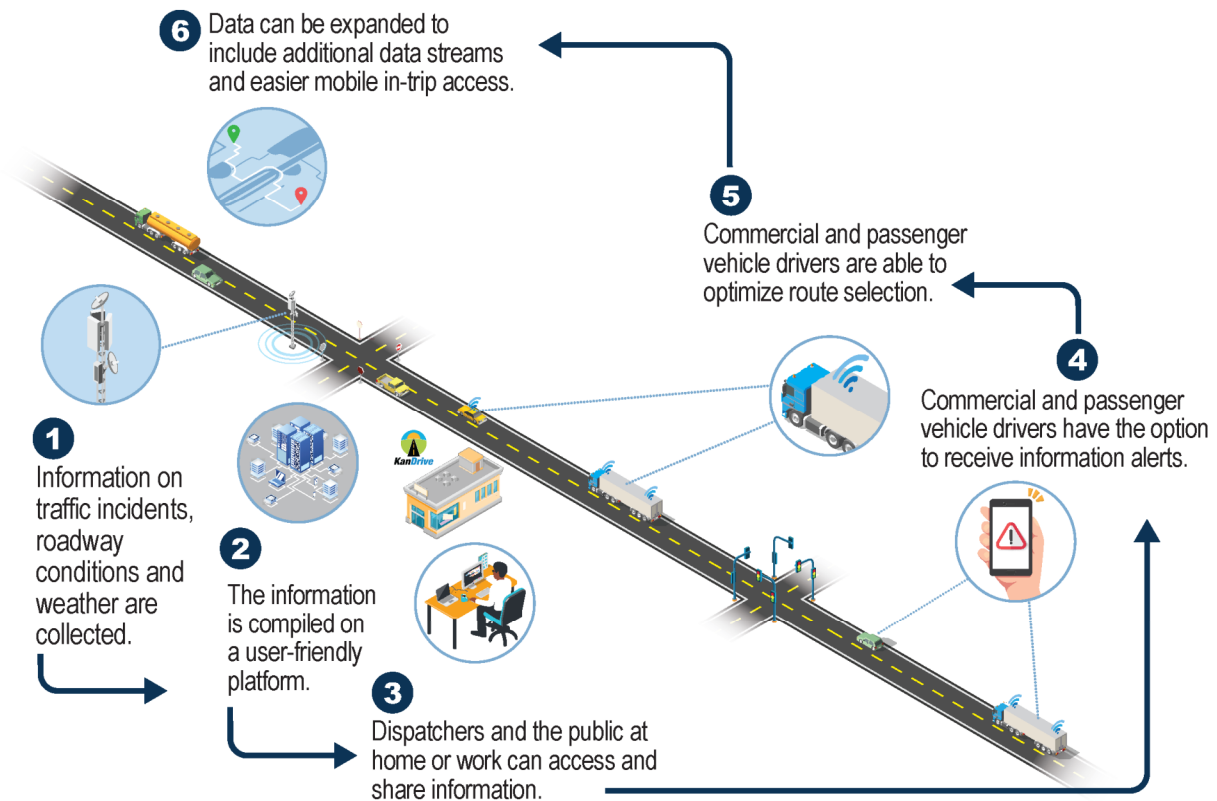 6
Data can be expanded to
include additional data streams
and easier mobile in-trip access.
5
Commercial and passenger
vehicle drivers are able to
optimize route selection.
4
Commercial and passenger
vehicle drivers have the option
to receive information alerts.
1
Information on
traffic incidents,
roadway
conditions and
weather are
collected.
KanDrive
2
The information
is compiled on
a user-friendly
platform.
3
Dispatchers and the public at
home or work can access and
share information.